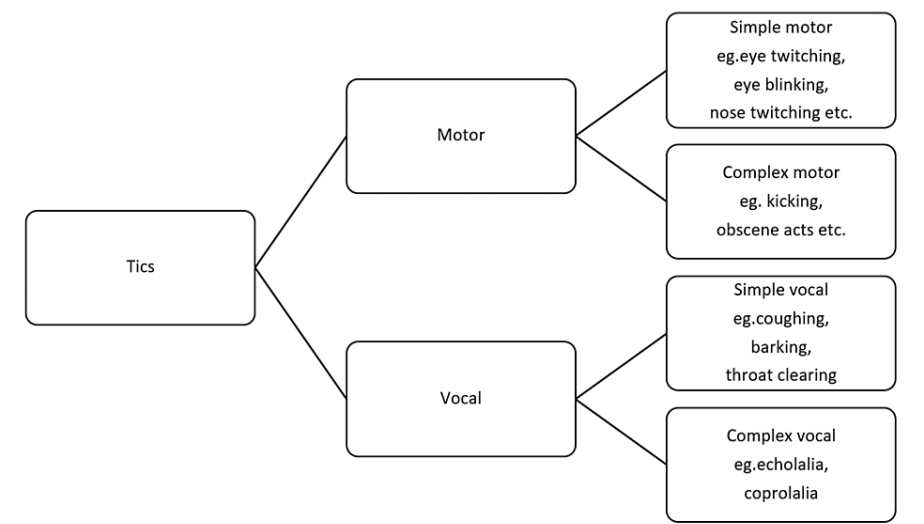 Tics
Motor
Vocal
Simple motor
eg.eye twitching,
eye blinking,
nose twitching etc.
Complex motor
eg. kicking,
obscene acts etc.
Simple vocal
eg.coughing,
barking,
throat clearing
Complex vocal
eg.echolalia,
coprolalia